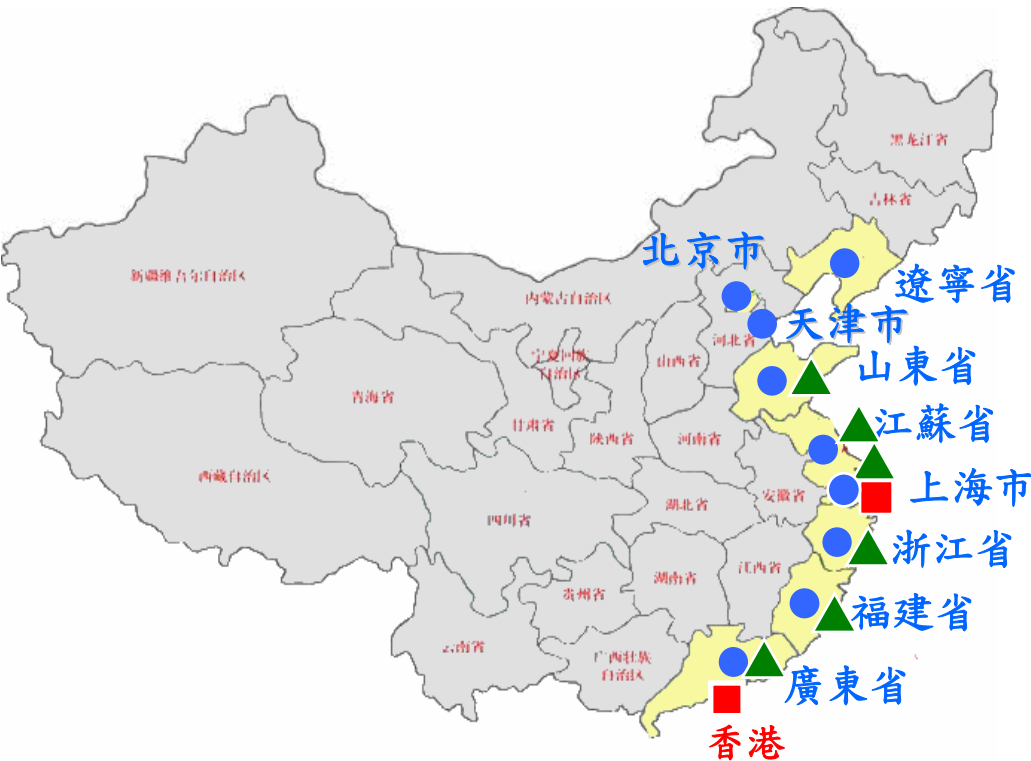 黑龙江省
吉林省
北京市
新疆维吾尔自治区
辽寧省
内蒙古自治区
天津市
河北省
宁夏回族
自治区
山西省
山東省
青海省
甘肃省
陕西省
河南省
江蘇省
西藏自治区
上海市
安徽省
湖北省
四川省
浙江省
江西省
湖南省
贵州省
福建省
云南省
广西壮族
自治区
廣東省
香港